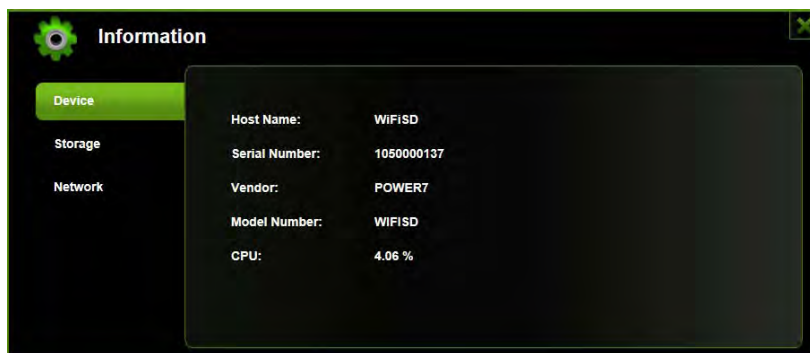 Information
Device
Storage
Network
Host Name: WiFiSD
Serial Number: 1050000137
Vendor: POWER7
Model Number: WIFISD
CPU: 4.06 %